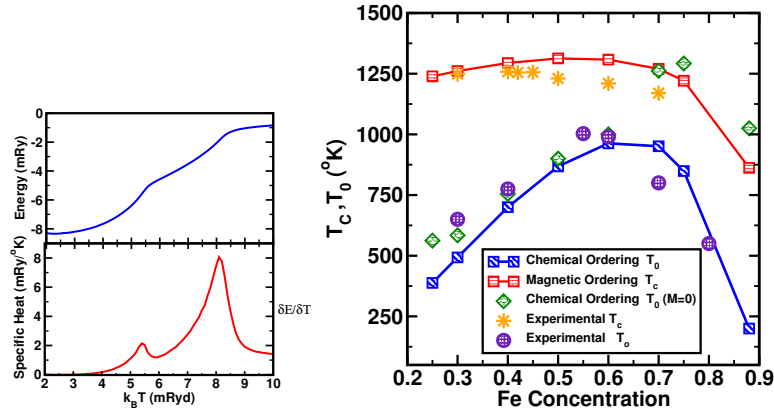 0
-2
-4
-6
-8
Energy (mRy)
8
6
4
2
0
Specific Heat (mRy/°K)
δE/δT
2 3 4 5 6 7 8 9 10
k_BT (mRyd)
1500
1250
1000
750
500
250
T_C ,T_0 (°K)
Chemical Ordering T_0
Magnetic Ordering T_c
Chemical Ordering T_0 (M=0)
Experimental T_c
Experimental T_o
0.2 0.3 0.4 0.5 0.6 0.7 0.8 0.9
Fe Concentration